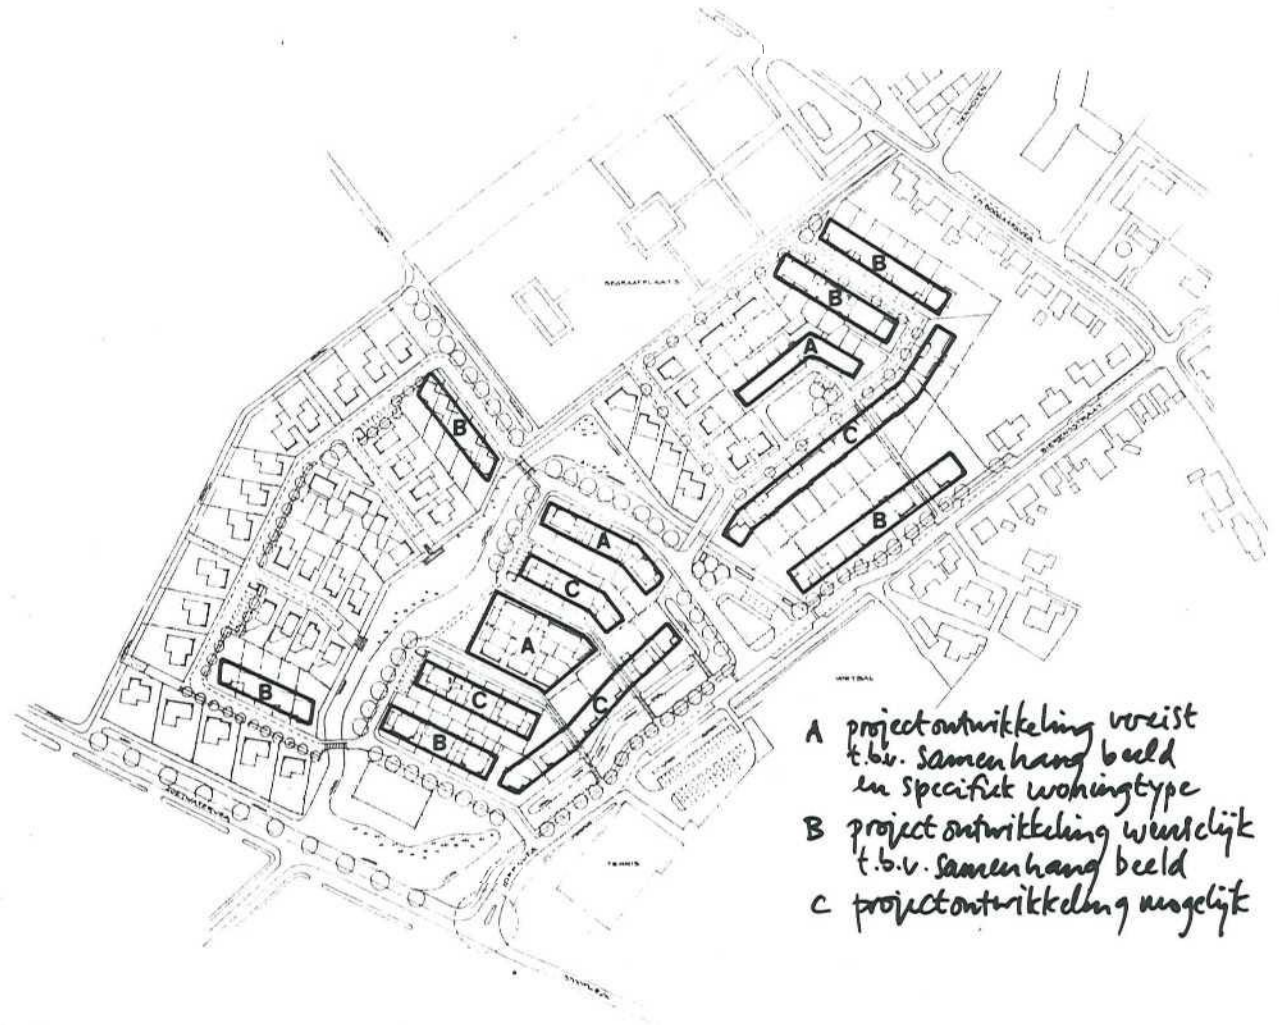 BEGRAAFPLAATS
B
B
A
C
B
B
A
C
A
C
C
B
B
VOETBAL
TENNIS
A projectontwikkeling vereist
t.b.v. samenhang beeld
en specifiek woningtype
B projectontwikkeling wenselijk
t.b.v. samenhang beeld
C projectontwikkeling mogelijk